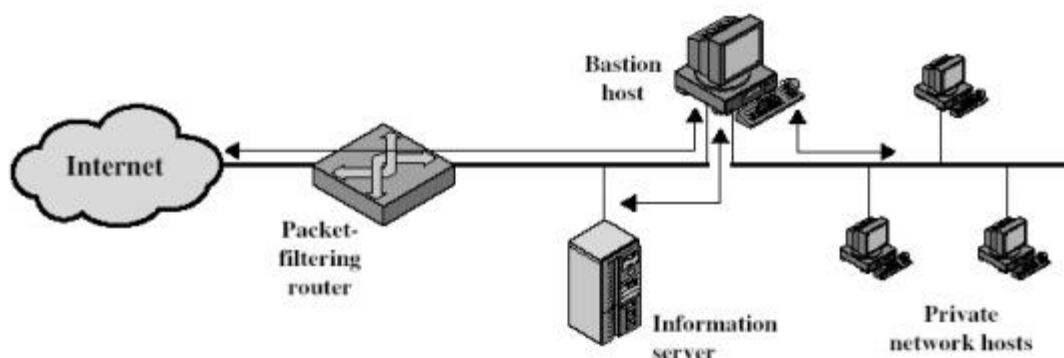 Bastion
host
Internet
Packet-
filtering
router
Information
server
Private
network hosts